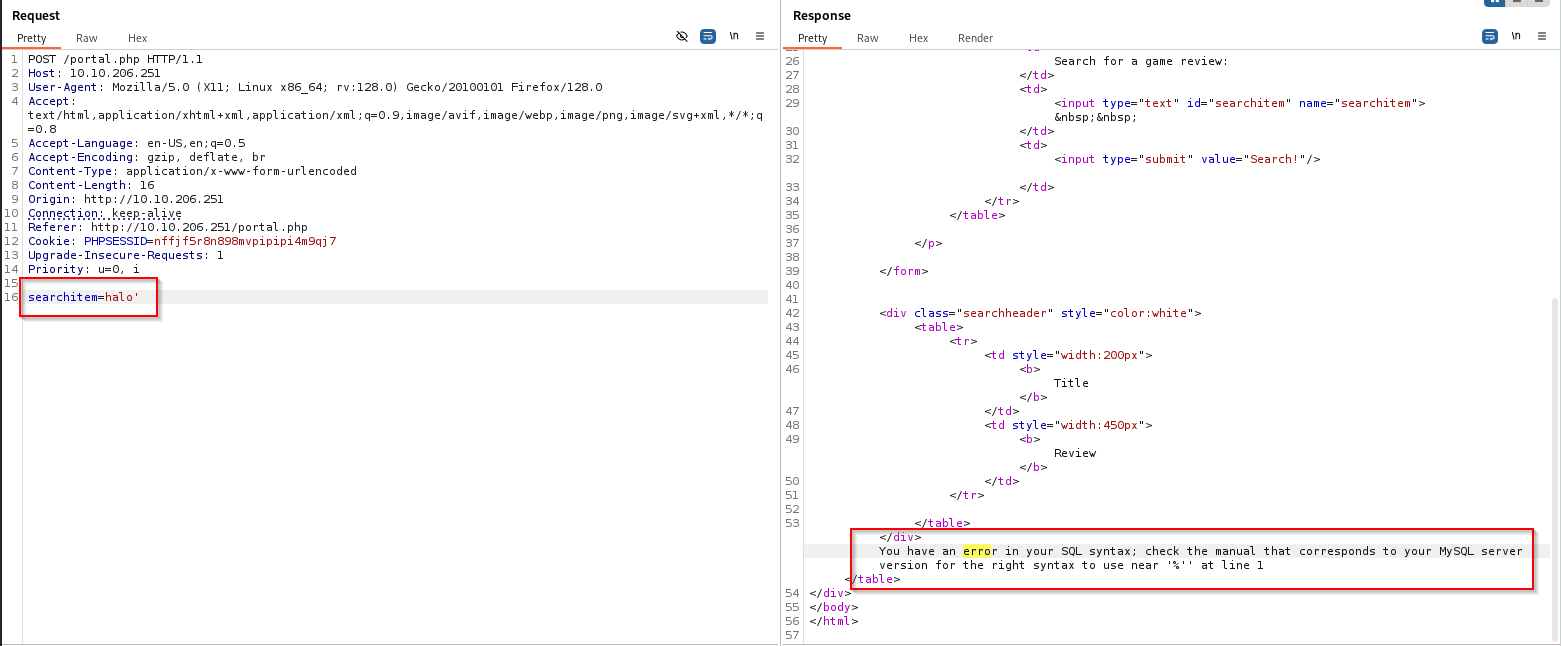 Request
Pretty Raw Hex
\n
1 POST /portal.php HTTP/1.1
2 Host: 10.10.206.251
3 User-Agent: Mozilla/5.0 (X11; Linux x86_64; rv:128.0) Gecko/20100101 Firefox/128.0
4 Accept:
text/html,application/xhtml+xml,application/xml;q=0.9,image/avif,image/webp,image/png,image/svg+xml,*/*;q
=0.8
5 Accept-Language: en-US,en;q=0.5
6 Accept-Encoding: gzip, deflate, br
7 Content-Type: application/x-www-form-urlencoded
8 Content-Length: 16
9 Origin: http://10.10.206.251
10 Connection: keep-alive
11 Referer: http://10.10.206.251/portal.php
12 Cookie: PHPSESSID=nffjf5r8n898mvpipipi4m9qj7
13 Upgrade-Insecure-Requests: 1
14 Priority: u=0, i
15
16 searchitem=halo'
Response
Pretty Raw Hex Render
\n
26 Search for a game review:
27 </td>
28 <td>
29 <input type="text" id="searchitem" name="searchitem">
&nbsp;&nbsp;
30 </td>
31 <td>
32 <input type="submit" value="Search!"/>
33 </td>
34 </tr>
35 </table>
36
37 </p>
38
39 </form>
40
41
42 <div class="searchheader" style="color:white">
43 <table>
44 <tr>
45 <td style="width:200px">
46 <b>
Title
</b>
47 </td>
48 <td style="width:450px">
49 <b>
Review
</b>
50 </td>
51 </tr>
52
53 </table>
</div>
You have an error in your SQL syntax; check the manual that corresponds to your MySQL server
version for the right syntax to use near '%'' at line 1
</table>
54 </div>
55 </body>
56 </html>
57